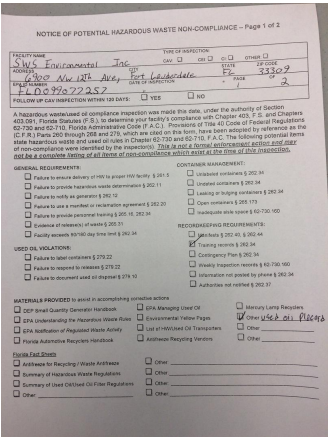 NOTICE OF POTENTIAL HAZARDOUS WASTE NON-COMPLIANCE – Page 1 of 2
FACILITY NAME
TYPE OF INSPECTION
SWS Environmental Inc
CAV ☐ CEI ☐ CI ☐ OTHER ☐
ADDRESS CITY STATE ZIP CODE
6900 NW 12th Ave, Fort Lauderdale FL 33309
EPA ID NUMBER DATE OF INSPECTION PAGE OF
FLD099077257 2
FOLLOW UP CAV INSPECTION WITHIN 120 DAYS: ☐ YES ☐ NO
A hazardous waste/used oil compliance inspection was made this date, under the authority of Section
403.091, Florida Statutes (F.S.), to determine your facility's compliance with Chapter 403, F.S. and Chapters
62-730 and 62-710, Florida Administrative Code (F.A.C.). Provisions of Title 40 Code of Federal Regulations
(C.F.R.) Parts 260 through 268 and 279, which are cited on this form, have been adopted by reference as the
state hazardous waste and used oil rules in Chapter 62-730 and 62-710, F.A.C. The following potential items
of non-compliance were identified by the inspector(s). This is not a formal enforcement action and may
not be a complete listing of all items of non-compliance which exist at the time of this inspection.
GENERAL REQUIREMENTS:
☐ Failure to ensure delivery of HW to proper HW facility § 261.5
☐ Failure to provide hazardous waste determination § 262.11
☐ Failure to notify as generator § 262.12
☐ Failure to use a manifest or reclamation agreement § 262.20
☐ Failure to provide personnel training § 265.16, 262.34
☐ Evidence of release(s) of waste § 265.31
☐ Facility exceeds 90/180 day time limit § 262.34
CONTAINER MANAGEMENT:
☐ Unlabeled containers § 262.34
☐ Undated containers § 262.34
☐ Leaking or bulging containers § 262.34
☐ Open containers § 265.173
☐ Inadequate aisle space § 62-730.160
RECORDKEEPING REQUIREMENTS:
☐ Manifests § 262.40, § 262.44
☑ Training records § 262.34
☐ Contingency Plan § 262.34
☐ Weekly Inspection records § 62-730.160
☐ Information not posted by phone § 262.34
☐ Authorities not notified § 262.37
USED OIL VIOLATIONS:
☐ Failure to label containers § 279.22
☐ Failure to respond to releases § 279.22
☐ Failure to document used oil disposal § 279.10
MATERIALS PROVIDED to assist in accomplishing corrective actions
☐ DEP Small Quantity Generator Handbook
☐ EPA Understanding the Hazardous Waste Rules
☐ EPA Notification of Regulated Waste Activity
☐ Florida Automotive Recyclers Handbook
☐ EPA Managing Used Oil
☐ Environmental Yellow Pages
☐ List of HW/Used Oil Transporters
☐ Antifreeze Recycling Vendors
☐ Mercury Lamp Recyclers
☑ Other Used Oil
☐ Other
☐ Other
Florida Fact Sheets
☐ Antifreeze for Recycling / Waste Antifreeze
☐ Summary of Hazardous Waste Regulations
☐ Summary of Used Oil/Used Oil Filter Regulations
☐ Other
☐ Other
☐ Other
☐ Other
☐ Other